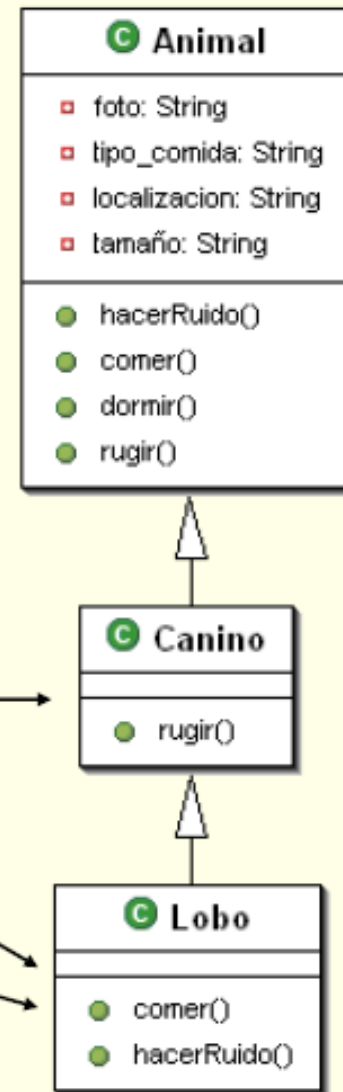 C Animal
foto: String
tipo_comida: String
localizacion: String
tamaño: String
hacerRuido()
comer()
dormir()
rugir()
C Canino
rugir()
C Lobo
comer()
hacerRuido()